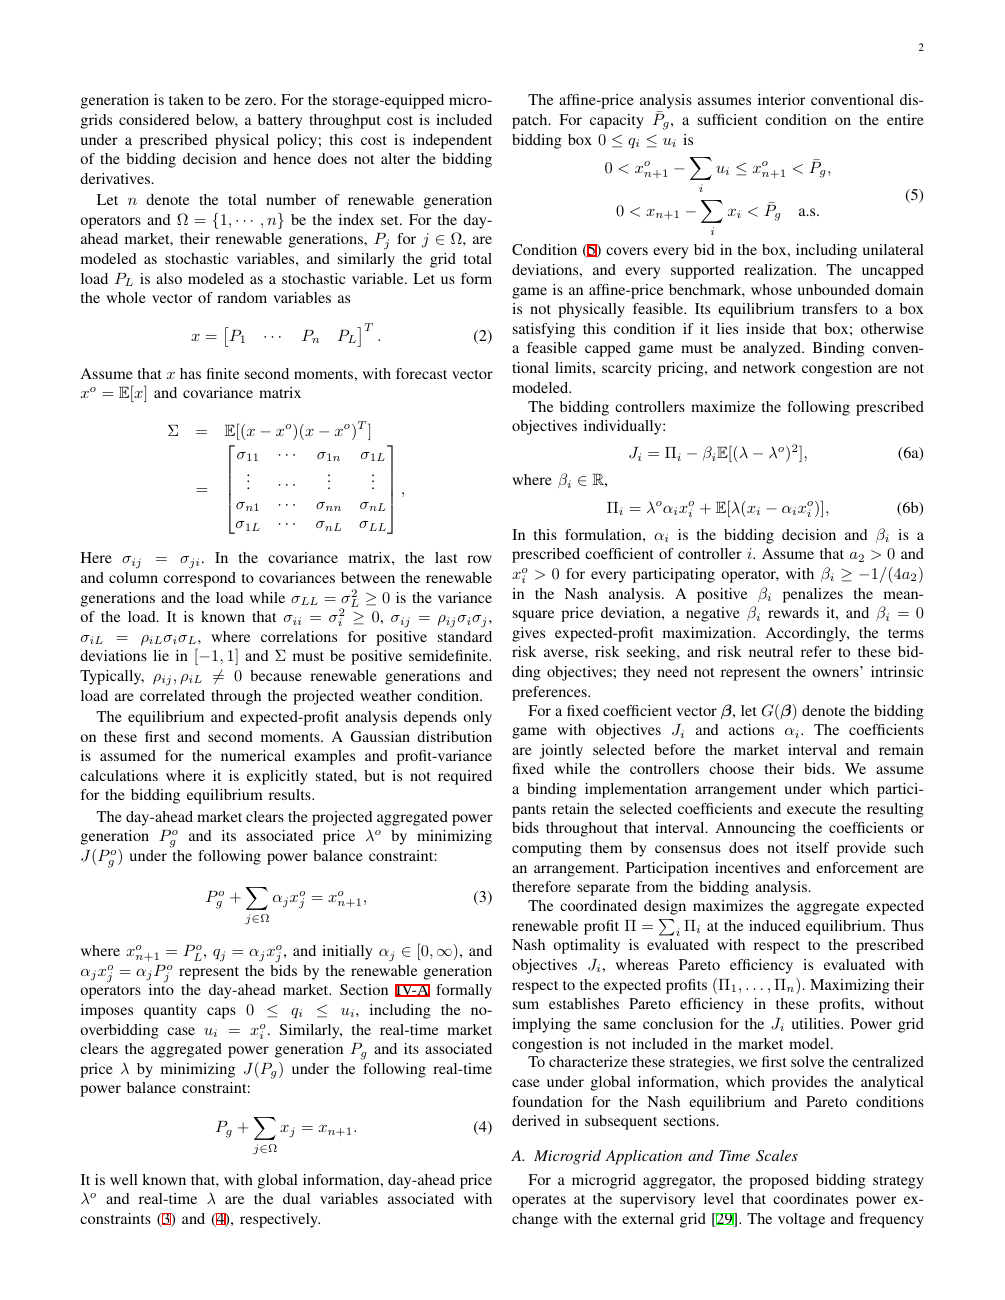 2
generation is taken to be zero. For the storage-equipped micro-
grids considered below, a battery throughput cost is included
under a prescribed physical policy; this cost is independent
of the bidding decision and hence does not alter the bidding
derivatives.
Let n denote the total number of renewable generation
operators and Ω = {1, ··· , n} be the index set. For the day-
ahead market, their renewable generations, P_j for j ∈ Ω, are
modeled as stochastic variables, and similarly the grid total
load P_L is also modeled as a stochastic variable. Let us form
the whole vector of random variables as
x = [P_1 ··· P_n P_L]^T . (2)
Assume that x has finite second moments, with forecast vector
x^o = 𝔼[x] and covariance matrix
Σ = 𝔼[(x − x^o)(x − x^o)^T]
= [σ_11 ··· σ_1n σ_1L
⋮ ··· ⋮ ⋮
σ_n1 ··· σ_nn σ_nL
σ_1L ··· σ_nL σ_LL] ,
Here σ_ij = σ_ji. In the covariance matrix, the last row
and column correspond to covariances between the renewable
generations and the load while σ_LL = σ_L^2 ≥ 0 is the variance
of the load. It is known that σ_ii = σ_i^2 ≥ 0, σ_ij = ρ_ijσ_iσ_j,
σ_iL = ρ_iLσ_iσ_L, where correlations for positive standard
deviations lie in [−1, 1] and Σ must be positive semidefinite.
Typically, ρ_ij, ρ_iL ≠ 0 because renewable generations and
load are correlated through the projected weather condition.
The equilibrium and expected-profit analysis depends only
on these first and second moments. A Gaussian distribution
is assumed for the numerical examples and profit-variance
calculations where it is explicitly stated, but is not required
for the bidding equilibrium results.
The day-ahead market clears the projected aggregated power
generation P_g^o and its associated price λ^o by minimizing
J(P_g^o) under the following power balance constraint:
P_g^o + ∑_{j∈Ω} α_jx_j^o = x_{n+1}^o, (3)
where x_{n+1}^o = P_L^o, q_j = α_jx_j^o, and initially α_j ∈ [0, ∞), and
α_jx_j^o = α_jP_j^o represent the bids by the renewable generation
operators into the day-ahead market. Section IV-A formally
imposes quantity caps 0 ≤ q_i ≤ u_i, including the no-
overbidding case u_i = x_i^o. Similarly, the real-time market
clears the aggregated power generation P_g and its associated
price λ by minimizing J(P_g) under the following real-time
power balance constraint:
P_g + ∑_{j∈Ω} x_j = x_{n+1}. (4)
It is well known that, with global information, day-ahead price
λ^o and real-time λ are the dual variables associated with
constraints (3) and (4), respectively.
The affine-price analysis assumes interior conventional dis-
patch. For capacity P̄_g, a sufficient condition on the entire
bidding box 0 ≤ q_i ≤ u_i is
0 < x_{n+1}^o − ∑_i u_i ≤ x_{n+1}^o < P̄_g,
0 < x_{n+1} − ∑_i x_i < P̄_g a.s. (5)
Condition (5) covers every bid in the box, including unilateral
deviations, and every supported realization. The uncapped
game is an affine-price benchmark, whose unbounded domain
is not physically feasible. Its equilibrium transfers to a box
satisfying this condition if it lies inside that box; otherwise
a feasible capped game must be analyzed. Binding conven-
tional limits, scarcity pricing, and network congestion are not
modeled.
The bidding controllers maximize the following prescribed
objectives individually:
J_i = Π_i − β_i𝔼[(λ − λ^o)^2], (6a)
where β_i ∈ ℝ,
Π_i = λ^oα_ix_i^o + 𝔼[λ(x_i − α_ix_i^o)], (6b)
In this formulation, α_i is the bidding decision and β_i is a
prescribed coefficient of controller i. Assume that a_2 > 0 and
x_i^o > 0 for every participating operator, with β_i ≥ −1/(4a_2)
in the Nash analysis. A positive β_i penalizes the mean-
square price deviation, a negative β_i rewards it, and β_i = 0
gives expected-profit maximization. Accordingly, the terms
risk averse, risk seeking, and risk neutral refer to these bid-
ding objectives; they need not represent the owners’ intrinsic
preferences.
For a fixed coefficient vector β, let G(β) denote the bidding
game with objectives J_i and actions α_i. The coefficients
are jointly selected before the market interval and remain
fixed while the controllers choose their bids. We assume
a binding implementation arrangement under which partici-
pants retain the selected coefficients and execute the resulting
bids throughout that interval. Announcing the coefficients or
computing them by consensus does not itself provide such
an arrangement. Participation incentives and enforcement are
therefore separate from the bidding analysis.
The coordinated design maximizes the aggregate expected
renewable profit Π = ∑_i Π_i at the induced equilibrium. Thus
Nash optimality is evaluated with respect to the prescribed
objectives J_i, whereas Pareto efficiency is evaluated with
respect to the expected profits (Π_1, . . . , Π_n). Maximizing their
sum establishes Pareto efficiency in these profits, without
implying the same conclusion for the J_i utilities. Power grid
congestion is not included in the market model.
To characterize these strategies, we first solve the centralized
case under global information, which provides the analytical
foundation for the Nash equilibrium and Pareto conditions
derived in subsequent sections.
A. Microgrid Application and Time Scales
For a microgrid aggregator, the proposed bidding strategy
operates at the supervisory level that coordinates power ex-
change with the external grid [29]. The voltage and frequency